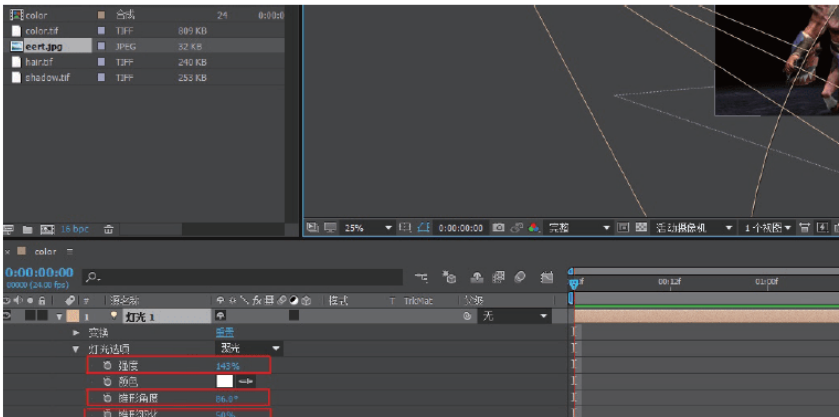 color 合成 24 0:00:0
color.tif TIFF 809 KB
eert.jpg JPEG 32 KB
hair.tif TIFF 240 KB
shadow.tif TIFF 253 KB
16 bpc
25% 0:00:00:00 完整 活动摄像机 1个视图
× color
0:00:00:00
00000 (24.00 fps)
00:12f 01:00f
源名称 模式 T TrkMat 父级
1 灯光 1 无
变换 重置
灯光选项 聚光
强度 143%
颜色
锥形角度 86.0°
锥形羽化 50%